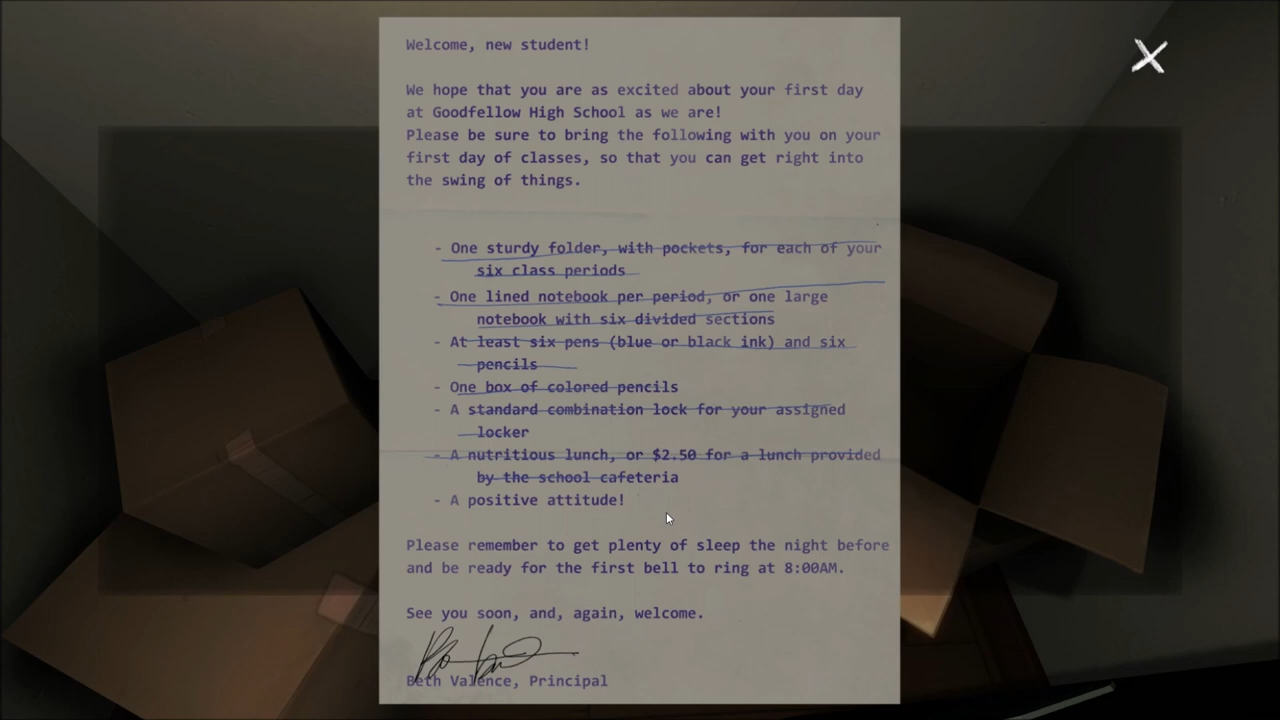 Welcome, new student!
We hope that you are as excited about your first day
at Goodfellow High School as we are!
Please be sure to bring the following with you on your
first day of classes, so that you can get right into
the swing of things.
- One sturdy folder, with pockets, for each of your
six class periods
- One lined notebook per period, or one large
notebook with six divided sections
- At least six pens (blue or black ink) and six
pencils
- One box of colored pencils
- A standard combination lock for your assigned
locker
- A nutritious lunch, or $2.50 for a lunch provided
by the school cafeteria
- A positive attitude!
Please remember to get plenty of sleep the night before
and be ready for the first bell to ring at 8:00AM.
See you soon, and, again, welcome.
Beth Valence, Principal